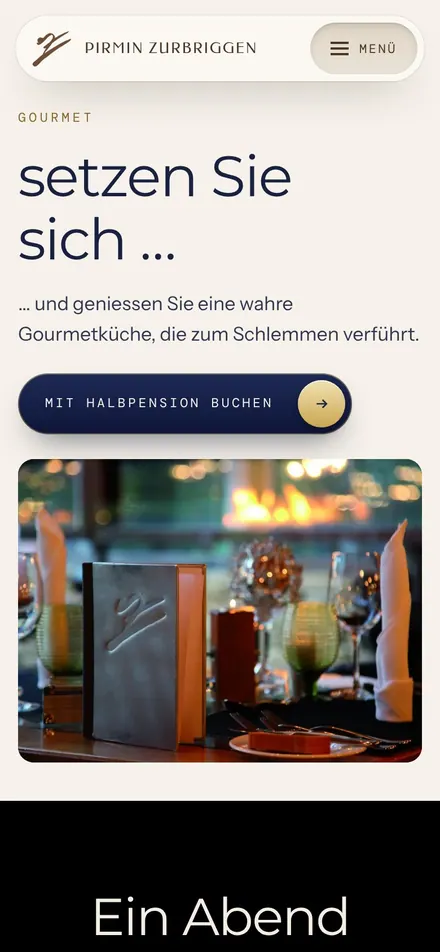 PIRMIN ZURBRIGGEN
MENÜ
GOURMET
setzen Sie
sich ...
... und geniessen Sie eine wahre
Gourmetküche, die zum Schlemmen verführt.
MIT HALBPENSION BUCHEN
Ein Abend